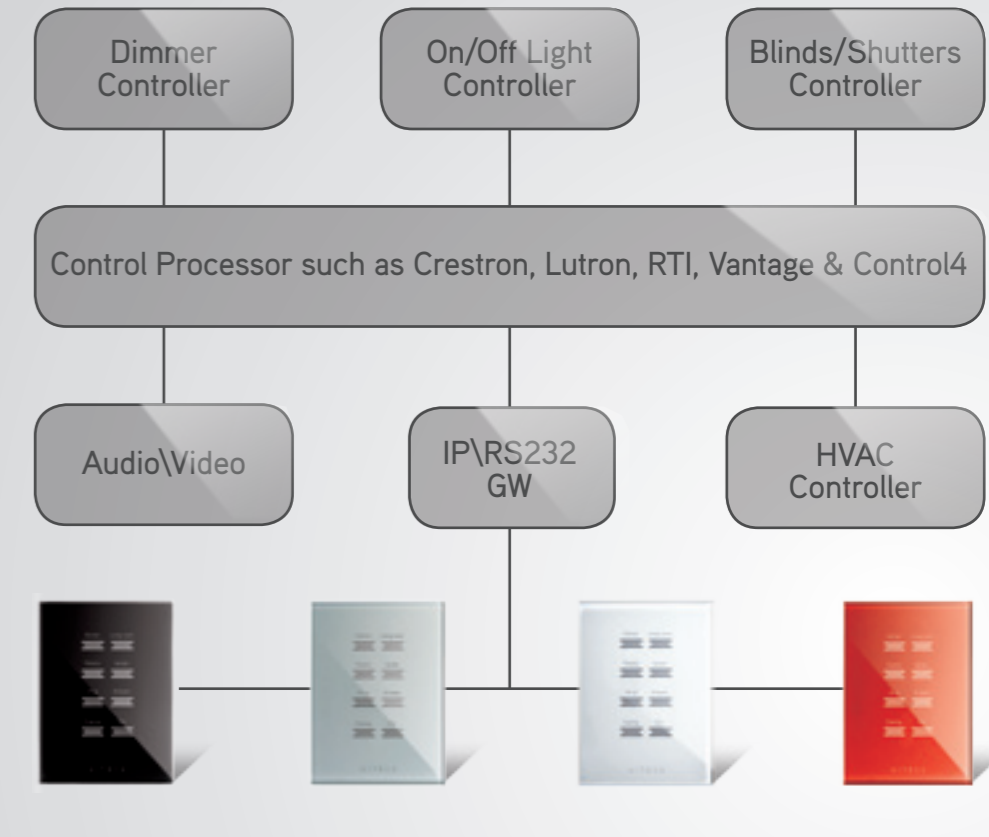 Dimmer
Controller
On/Off Light
Controller
Blinds/Shutters
Controller
Control Processor such as Crestron, Lutron, RTI, Vantage & Control4
Audio\Video
IP\RS232
GW
HVAC
Controller